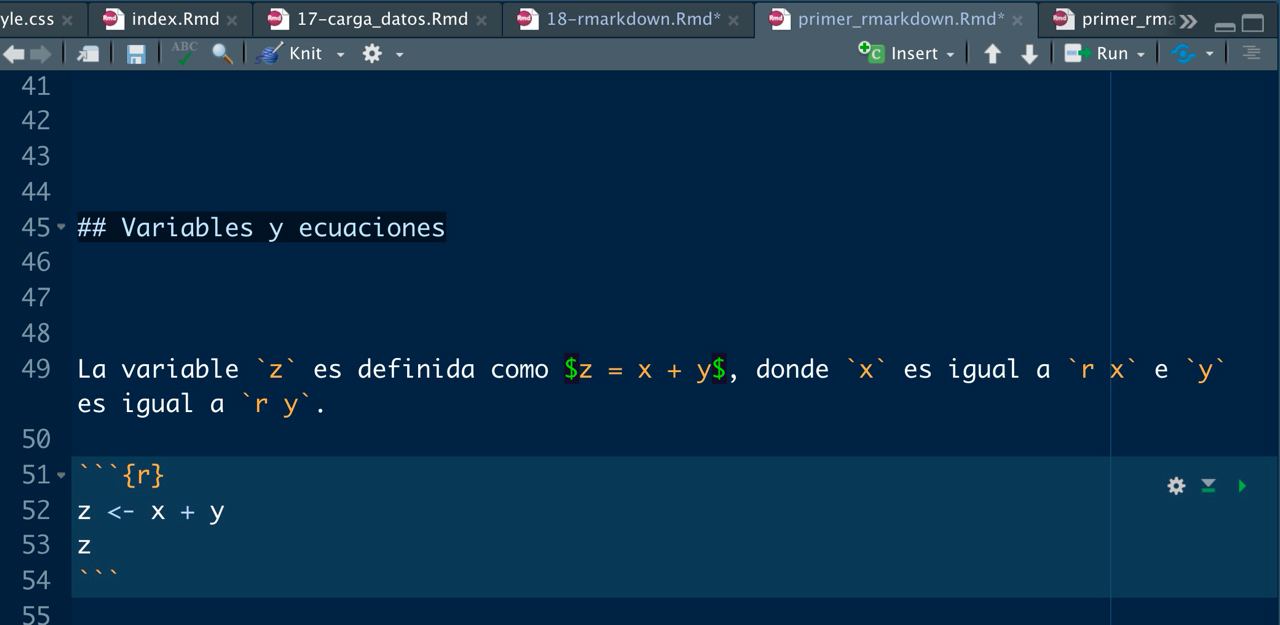 yle.css index.Rmd 17-carga_datos.Rmd 18-rmarkdown.Rmd* primer_rmarkdown.Rmd* primer_rma
ABC Knit Insert Run
41
42
43
44
45 ## Variables y ecuaciones
46
47
48
49 La variable `z` es definida como $z = x + y$, donde `x` es igual a `r x` e `y`
es igual a `r y`.
50
51 ```{r}
52 z <- x + y
53 z
54 ```
55